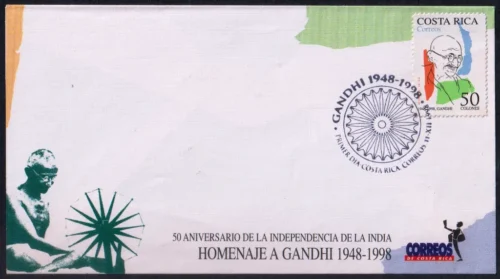 COSTA RICA
Correos
50
COLONES
GANDHI 1948-1998
PRIMER DIA COSTA RICA CORREOS
50 ANIVERSARIO DE LA INDEPENDENCIA DE LA INDIA
HOMENAJE A GANDHI 1948-1998
CORREOS
DE COSTA RICA